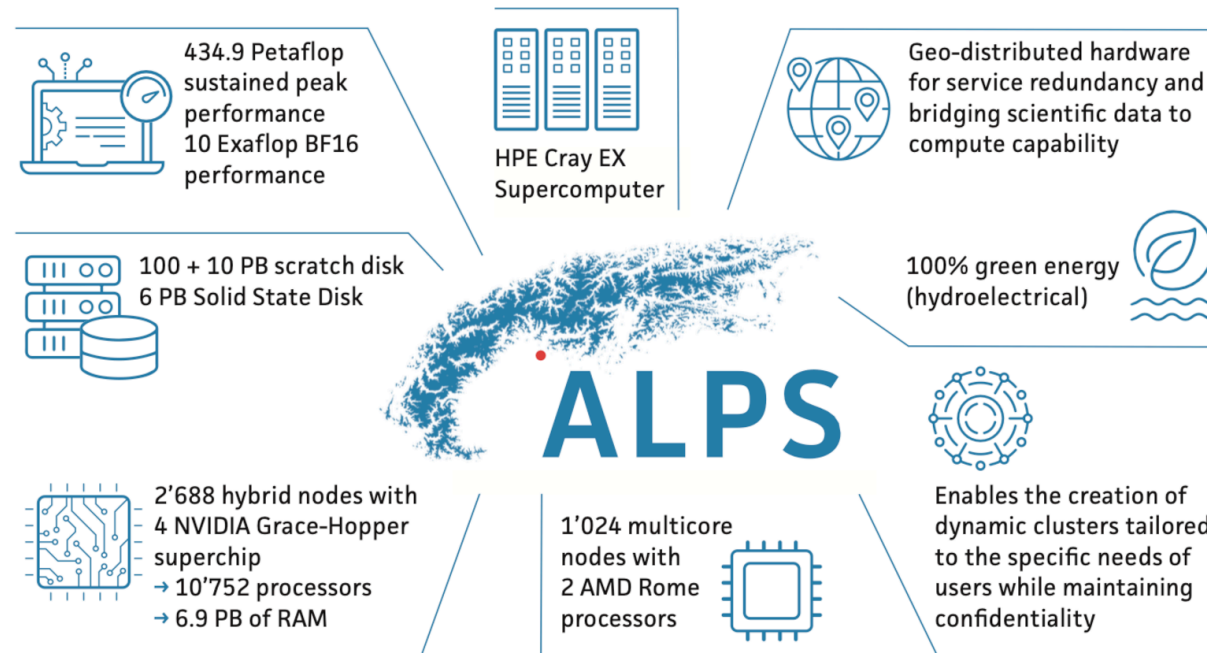 434.9 Petaflop
sustained peak
performance
10 Exaflop BF16
performance
HPE Cray EX
Supercomputer
Geo-distributed hardware
for service redundancy and
bridging scientific data to
compute capability
100 + 10 PB scratch disk
6 PB Solid State Disk
100% green energy
(hydroelectrical)
ALPS
2’688 hybrid nodes with
4 NVIDIA Grace-Hopper
superchip
→ 10’752 processors
→ 6.9 PB of RAM
1’024 multicore
nodes with
2 AMD Rome
processors
Enables the creation of
dynamic clusters tailored
to the specific needs of
users while maintaining
confidentiality